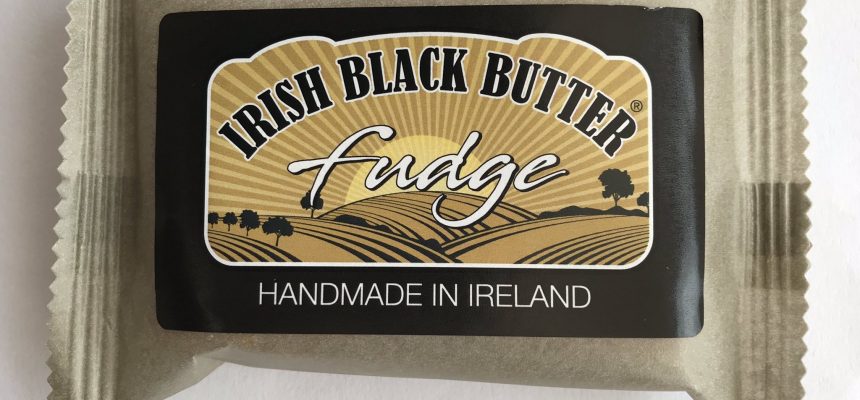 IRISH BLACK BUTTER®
fudge
HANDMADE IN IRELAND